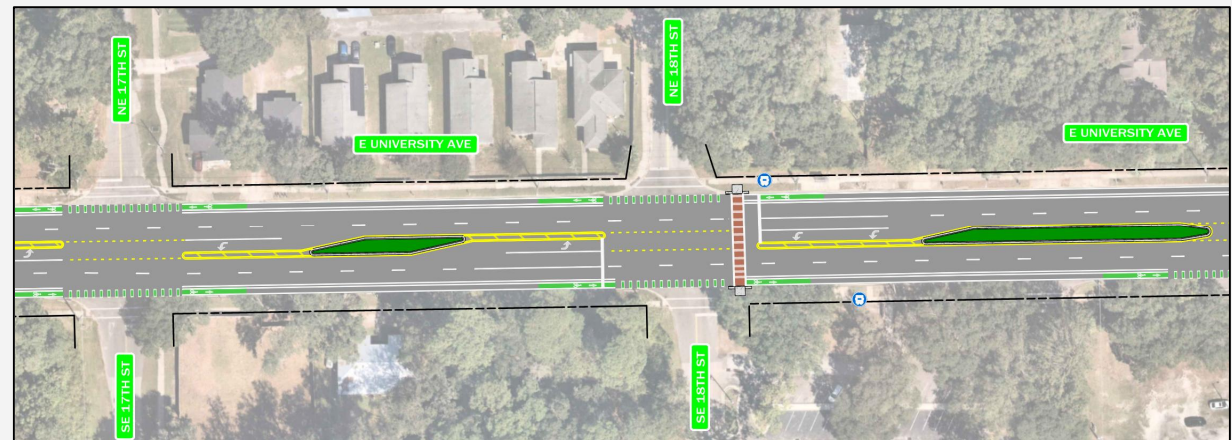 NE 17TH ST
NE 18TH ST
E UNIVERSITY AVE
E UNIVERSITY AVE
SE 17TH ST
SE 18TH ST